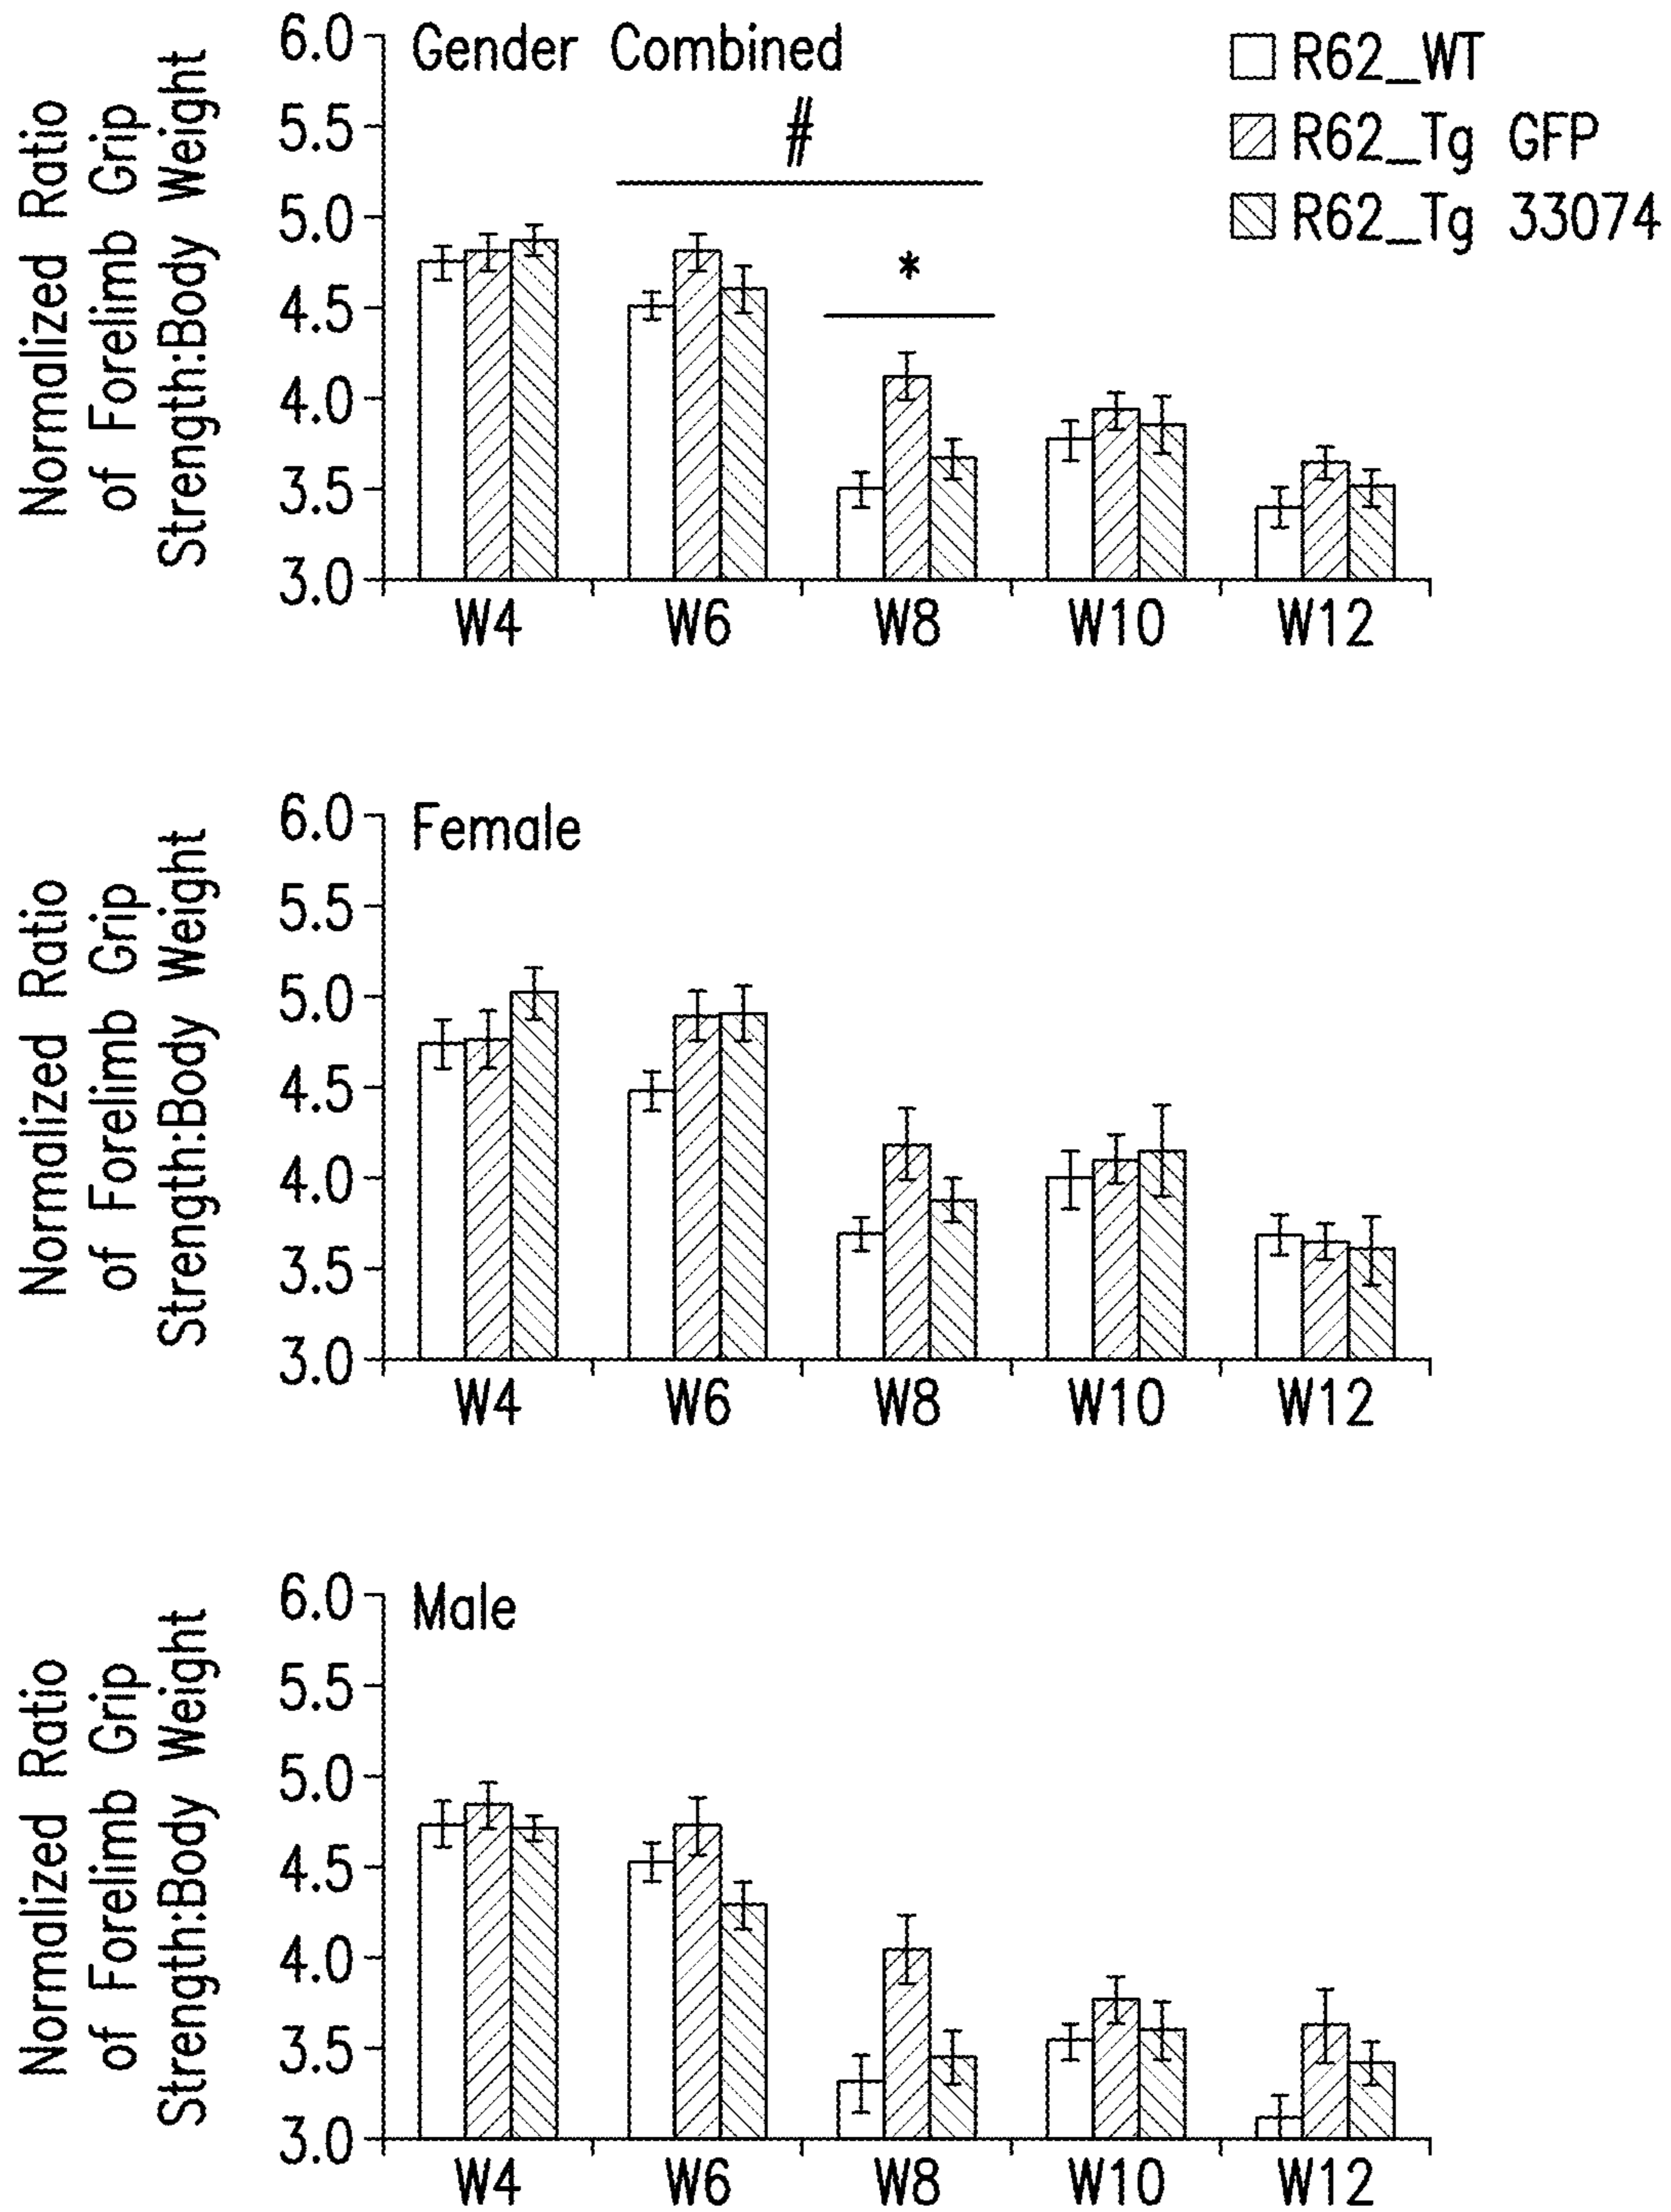 Gender Combined
R62_WT
R62_Tg GFP
R62_Tg 33074
#
*
Normalized Ratio
of Forelimb Grip
Strength:Body Weight
6.0
5.5
5.0
4.5
4.0
3.5
3.0
W4 W6 W8 W10 W12
Female
Normalized Ratio
of Forelimb Grip
Strength:Body Weight
6.0
5.5
5.0
4.5
4.0
3.5
3.0
W4 W6 W8 W10 W12
Male
Normalized Ratio
of Forelimb Grip
Strength:Body Weight
6.0
5.5
5.0
4.5
4.0
3.5
3.0
W4 W6 W8 W10 W12